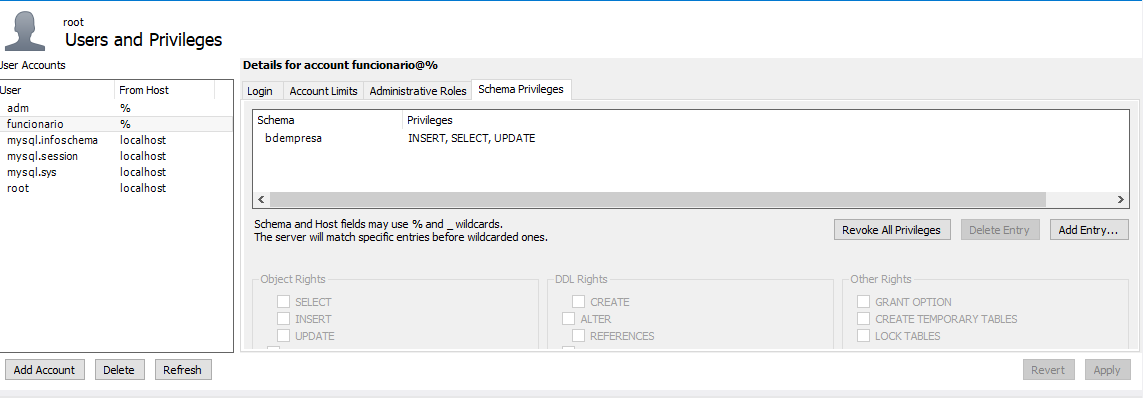 root
Users and Privileges
User Accounts
User From Host
adm %
funcionario %
mysql.infoschema localhost
mysql.session localhost
mysql.sys localhost
root localhost
Add Account Delete Refresh
Details for account funcionario@%
Login Account Limits Administrative Roles Schema Privileges
Schema Privileges
bdempresa INSERT, SELECT, UPDATE
Schema and Host fields may use % and _ wildcards.
The server will match specific entries before wildcarded ones.
Revoke All Privileges Delete Entry Add Entry...
Object Rights
SELECT
INSERT
UPDATE
DDL Rights
CREATE
ALTER
REFERENCES
Other Rights
GRANT OPTION
CREATE TEMPORARY TABLES
LOCK TABLES
Revert Apply